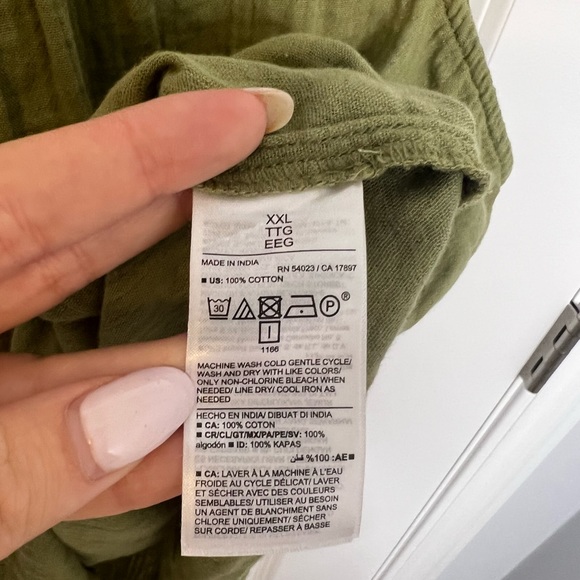 XXL
TTG
EEG
MADE IN INDIA
RN 54023 / CA 17897
■ US: 100% COTTON
30 P ®
1166
MACHINE WASH COLD GENTLE CYCLE/
WASH AND DRY WITH LIKE COLORS/
ONLY NON-CHLORINE BLEACH WHEN
NEEDED/ LINE DRY/ COOL IRON AS
NEEDED
HECHO EN INDIA/ DIBUAT DI INDIA
■ CA: 100% COTON
■ CR/CL/GT/MX/PA/PE/SV: 100%
algodón ■ ID: 100% KAPAS
■ AE: 100% قطن
■ CA: LAVER À LA MACHINE À L'EAU
FROIDE AU CYCLE DÉLICAT/ LAVER
ET SÉCHER AVEC DES COULEURS
SEMBLABLES/ UTILISER AU BESOIN
UN AGENT DE BLANCHIMENT SANS
CHLORE UNIQUEMENT/ SÉCHER SUR
CORDE/ REPASSER À BASSE